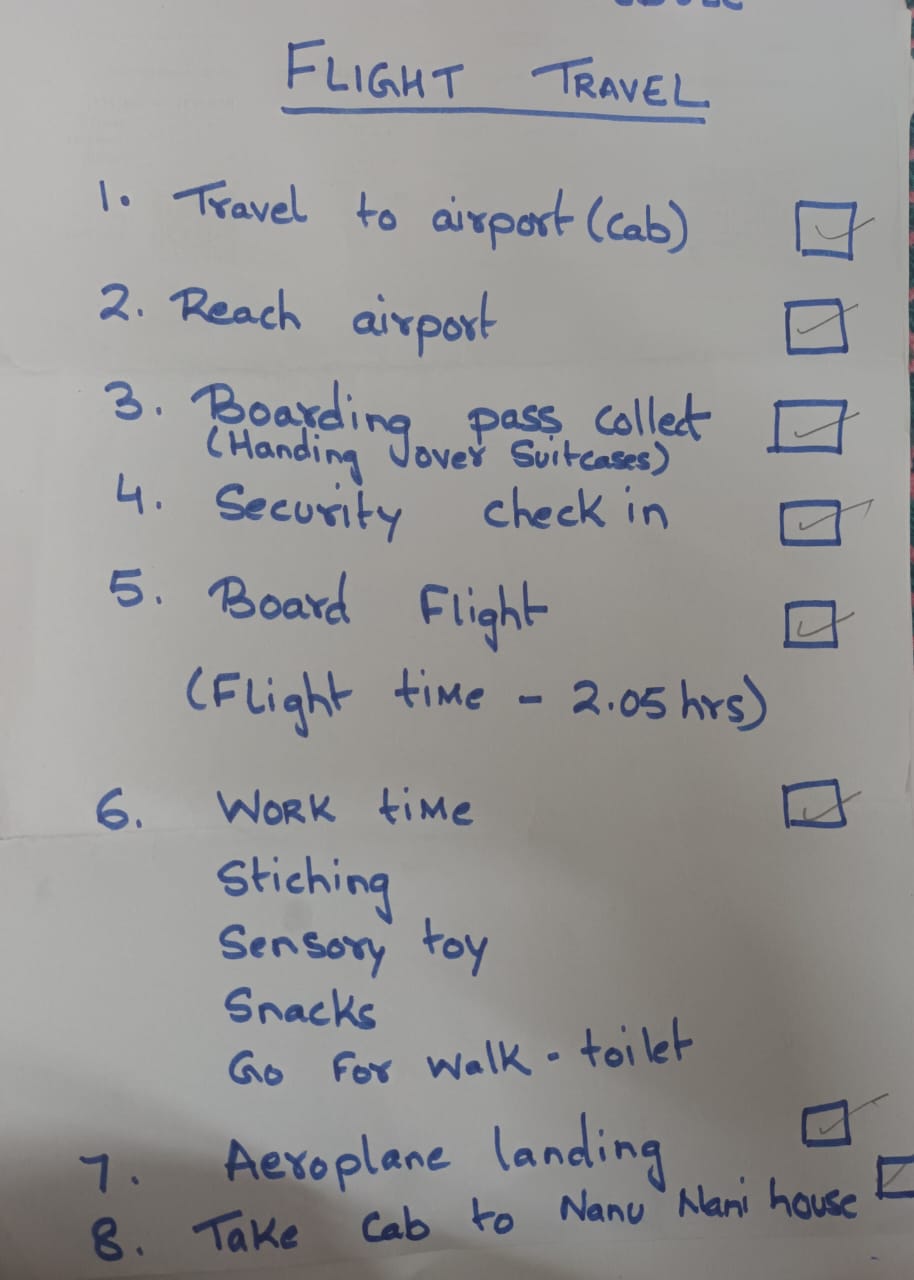 FLIGHT TRAVEL
1. Travel to airport (cab)
2. Reach airport
3. Boarding pass collect
(Handing over Suitcases)
4. Security check in
5. Board Flight
(Flight time - 2.05 hrs)
6. WORK time
Stiching
Sensory toy
Snacks
Go For walk - toilet
7. Aeroplane landing
8. Take Cab to Nanu Nani house